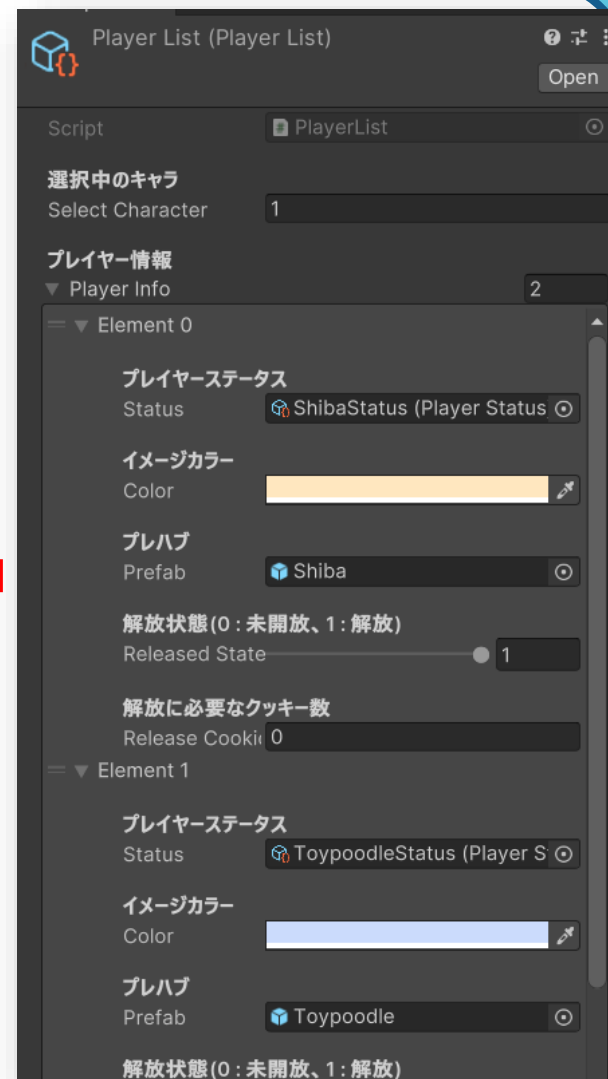 Player List (Player List)
Open
Script PlayerList
選択中のキャラ
Select Character 1
プレイヤー情報
Player Info 2
Element 0
プレイヤーステータス
Status ShibaStatus (Player Status
イメージカラー
Color
プレハブ
Prefab Shiba
解放状態(0:未開放、1:解放)
Released State 1
解放に必要なクッキー数
Release Cooki 0
Element 1
プレイヤーステータス
Status ToypoodleStatus (Player S
イメージカラー
Color
プレハブ
Prefab Toypoodle
解放状態(0:未開放、1:解放)